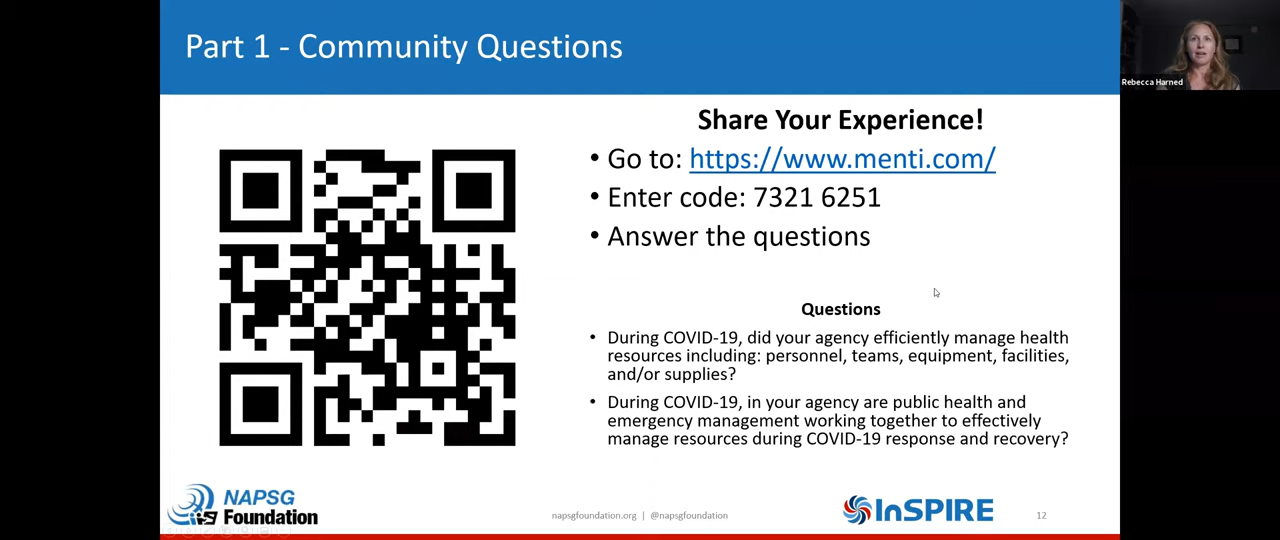 Part 1 - Community Questions
Rebecca Harned
Share Your Experience!
• Go to: https://www.menti.com/
• Enter code: 7321 6251
• Answer the questions
Questions
• During COVID-19, did your agency efficiently manage health
resources including: personnel, teams, equipment, facilities,
and/or supplies?
• During COVID-19, in your agency are public health and
emergency management working together to effectively
manage resources during COVID-19 response and recovery?
NAPSG
Foundation
napsgfoundation.org | @napsgfoundation
InSPIRE
12